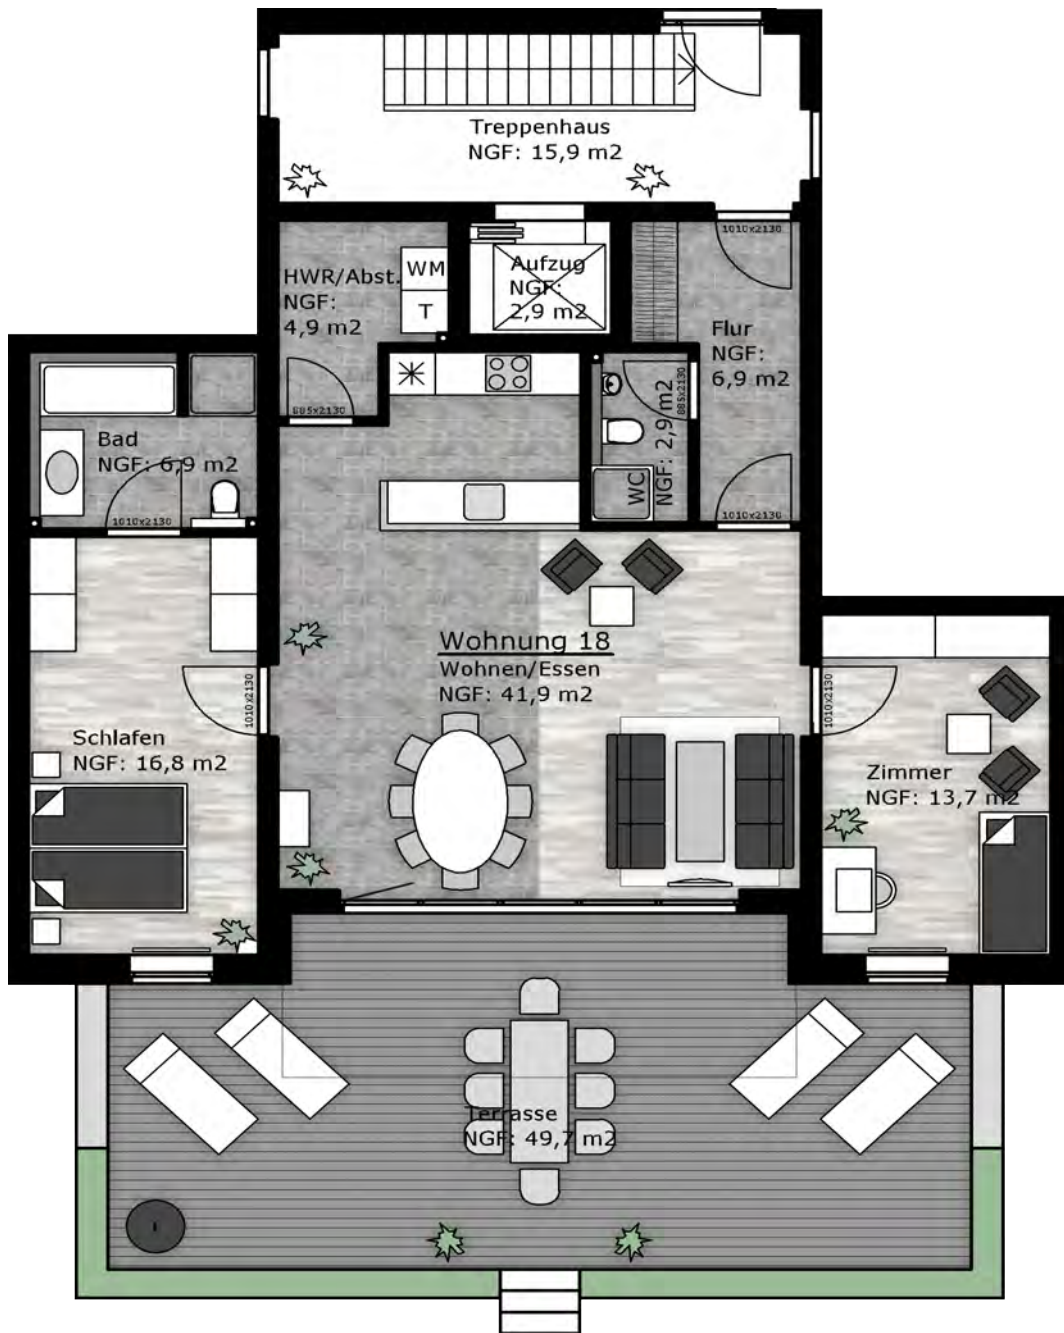 Treppenhaus
NGF: 15,9 m2
1010x2130
HWR/Abst.
NGF:
4,9 m2
WM
T
Aufzug
NGF:
2,9 m2
Flur
NGF:
6,9 m2
885x2130
885x2130
WC
NGF: 2,9 m2
Bad
NGF: 6,9 m2
1010x2130
1010x2130
Wohnung 18
Wohnen/Essen
NGF: 41,9 m2
1010x2130
1010x2130
Schlafen
NGF: 16,8 m2
Zimmer
NGF: 13,7 m2
Terrasse
NGF: 49,7 m2